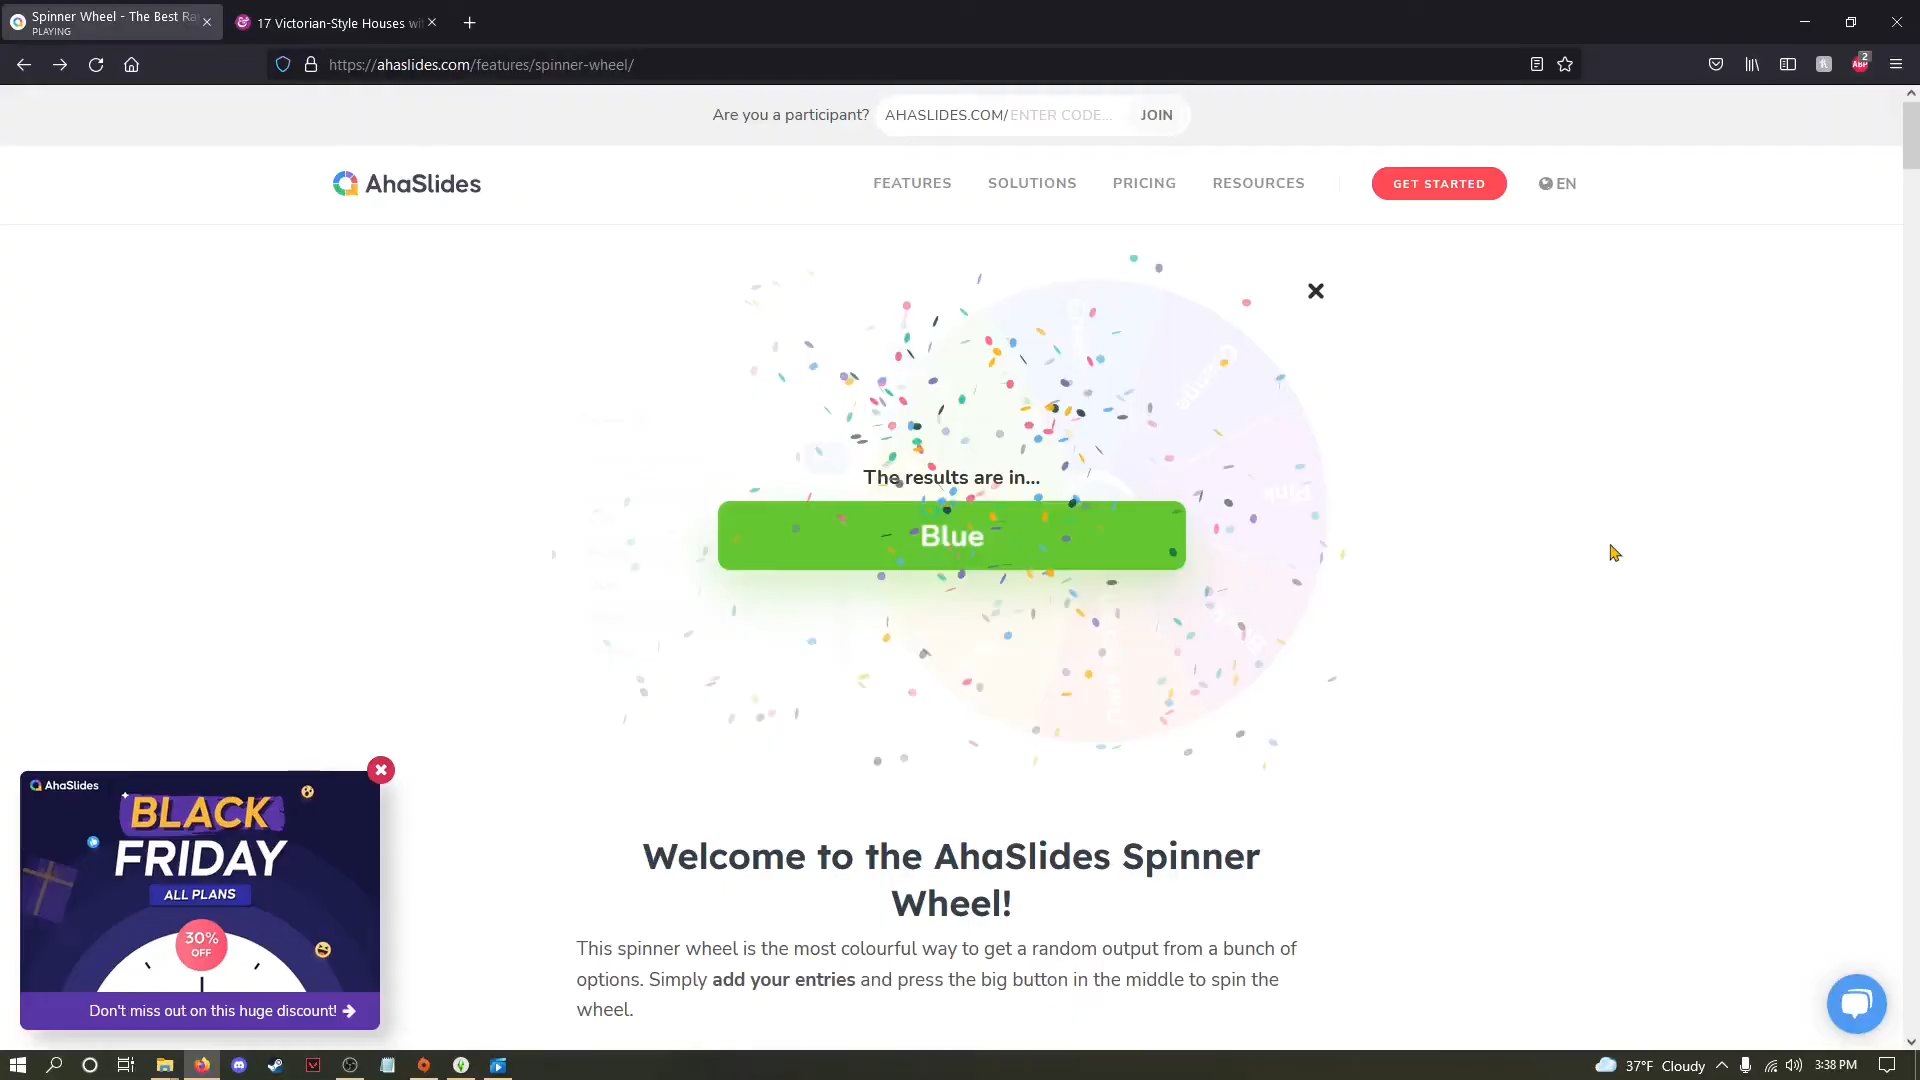 Spinner Wheel - The Best Ra
PLAYING
17 Victorian-Style Houses wi
https://ahaslides.com/features/spinner-wheel/
ABP
2
Are you a participant? AHASLIDES.COM/ ENTER CODE... JOIN
AhaSlides
FEATURES SOLUTIONS PRICING RESOURCES GET STARTED EN
Orange
Pink
The results are in...
Blue
Welcome to the AhaSlides Spinner
Wheel!
This spinner wheel is the most colourful way to get a random output from a bunch of
options. Simply add your entries and press the big button in the middle to spin the
wheel.
AhaSlides
BLACK
FRIDAY
ALL PLANS
30%
OFF
Don't miss out on this huge discount!
37°F Cloudy 3:38 PM